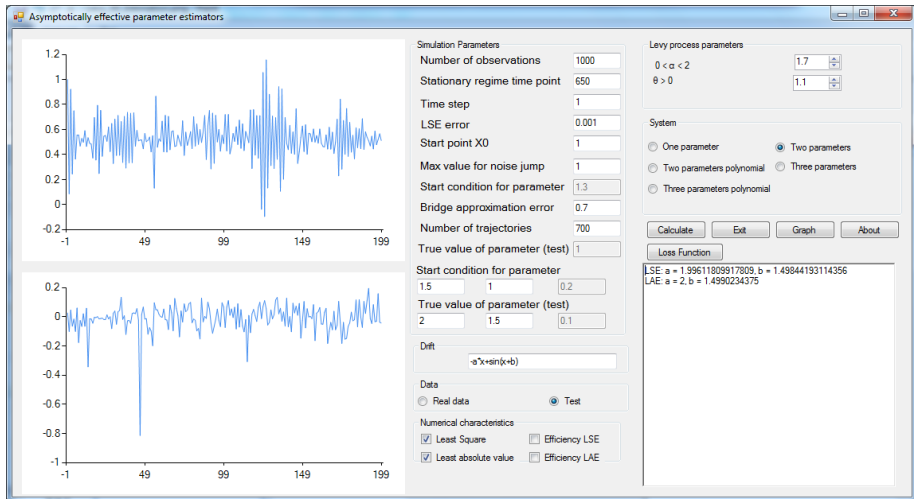 Asymptotically effective parameter estimators
1.2
1
0.8
0.6
0.4
0.2
0
-0.2
-1 49 99 149 199
0.2
0
-0.2
-0.4
-0.6
-0.8
-1
-1 49 99 149 199
Simulation Parameters
Number of observations 1000
Stationary regime time point 650
Time step 1
LSE error 0.001
Start point X0 1
Max value for noise jump 1
Start condition for parameter 1.3
Bridge approximation error 0.7
Number of trajectories 700
True value of parameter (test) 1
Start condition for parameter
1.5 1 0.2
True value of parameter (test)
2 1.5 0.1
Drift
-a*x+sin(x+b)
Data
Real data Test
Numerical characteristics
Least Square Efficiency LSE
Least absolute value Efficiency LAE
Levy process parameters
0 < α < 2 1.7
θ > 0 1.1
System
One parameter Two parameters
Two parameters polynomial Three parameters
Three parameters polynomial
Calculate Exit Graph About
Loss Function
LSE: a = 1.99611809917809, b = 1.49844193114356
LAE: a = 2, b = 1.4990234375